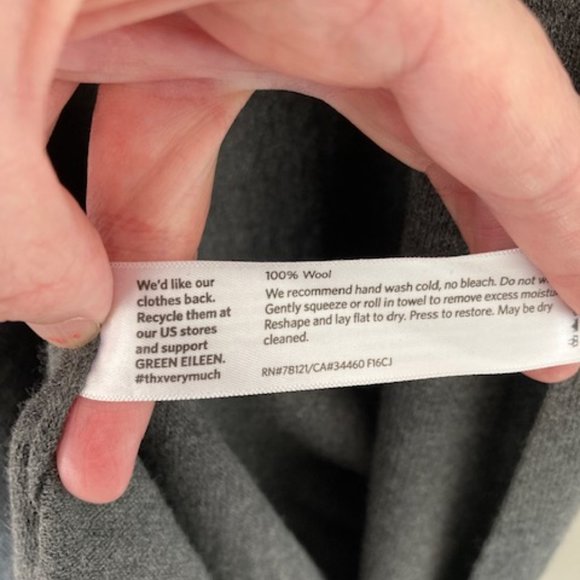 We'd like our
clothes back.
Recycle them at
our US stores
and support
GREEN EILEEN.
#thxverymuch
100% Wool
We recommend hand wash cold, no bleach. Do not
Gently squeeze or roll in towel to remove excess
Reshape and lay flat to dry. Press to restore. May be dry
cleaned.
RN#78121/CA#34460 F16CJ